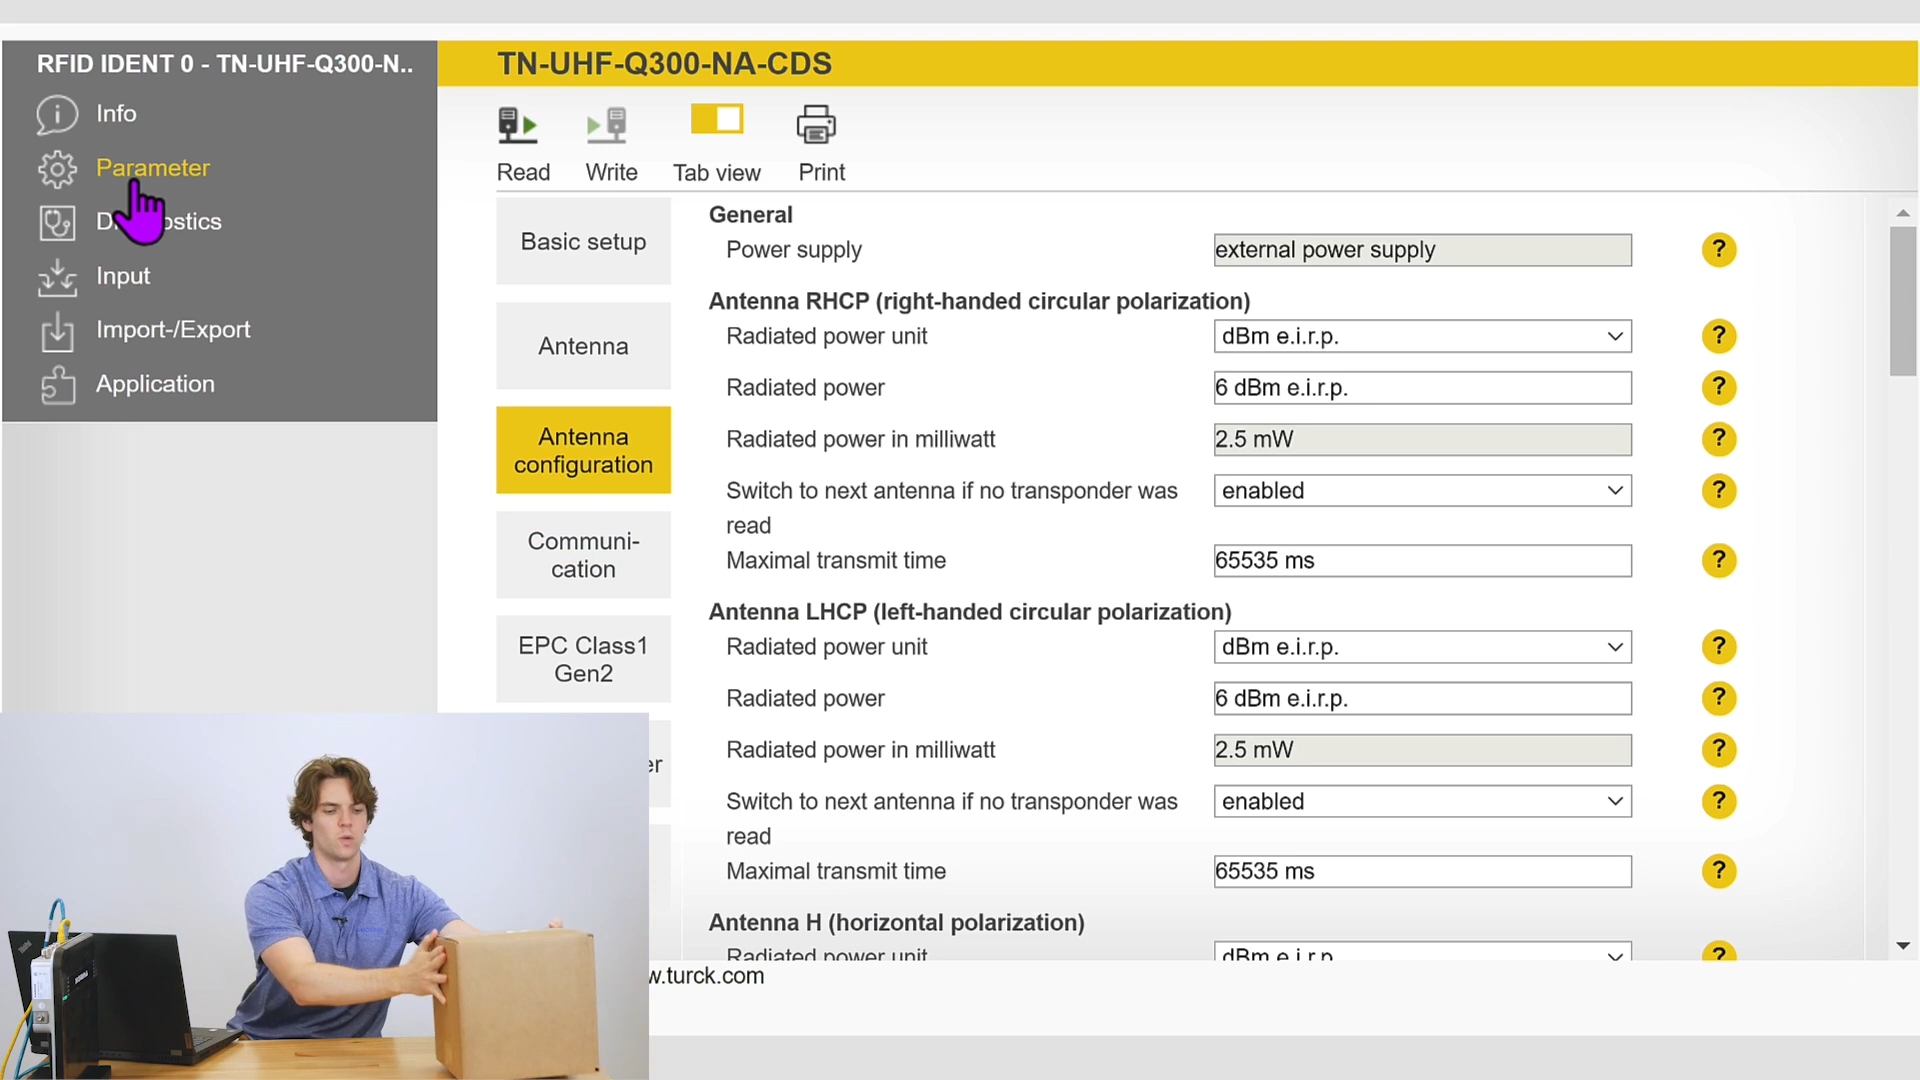 RFID IDENT 0 - TN-UHF-Q300-N..
Info
Parameter
Input
Import-/Export
Application
TN-UHF-Q300-NA-CDS
Read
Write
Tab view
Print
Basic setup
Antenna
Antenna
configuration
Communi-
cation
EPC Class1
Gen2
General
Power supply
external power supply
?
Antenna RHCP (right-handed circular polarization)
Radiated power unit
dBm e.i.r.p.
?
Radiated power
6 dBm e.i.r.p.
?
Radiated power in milliwatt
2.5 mW
?
Switch to next antenna if no transponder was
read
enabled
?
Maximal transmit time
65535 ms
?
Antenna LHCP (left-handed circular polarization)
Radiated power unit
dBm e.i.r.p.
?
Radiated power
6 dBm e.i.r.p.
?
Radiated power in milliwatt
2.5 mW
?
Switch to next antenna if no transponder was
read
enabled
?
Maximal transmit time
65535 ms
?
Antenna H (horizontal polarization)
Radiated power unit
dBm e.i.r.p.
?
w.turck.com